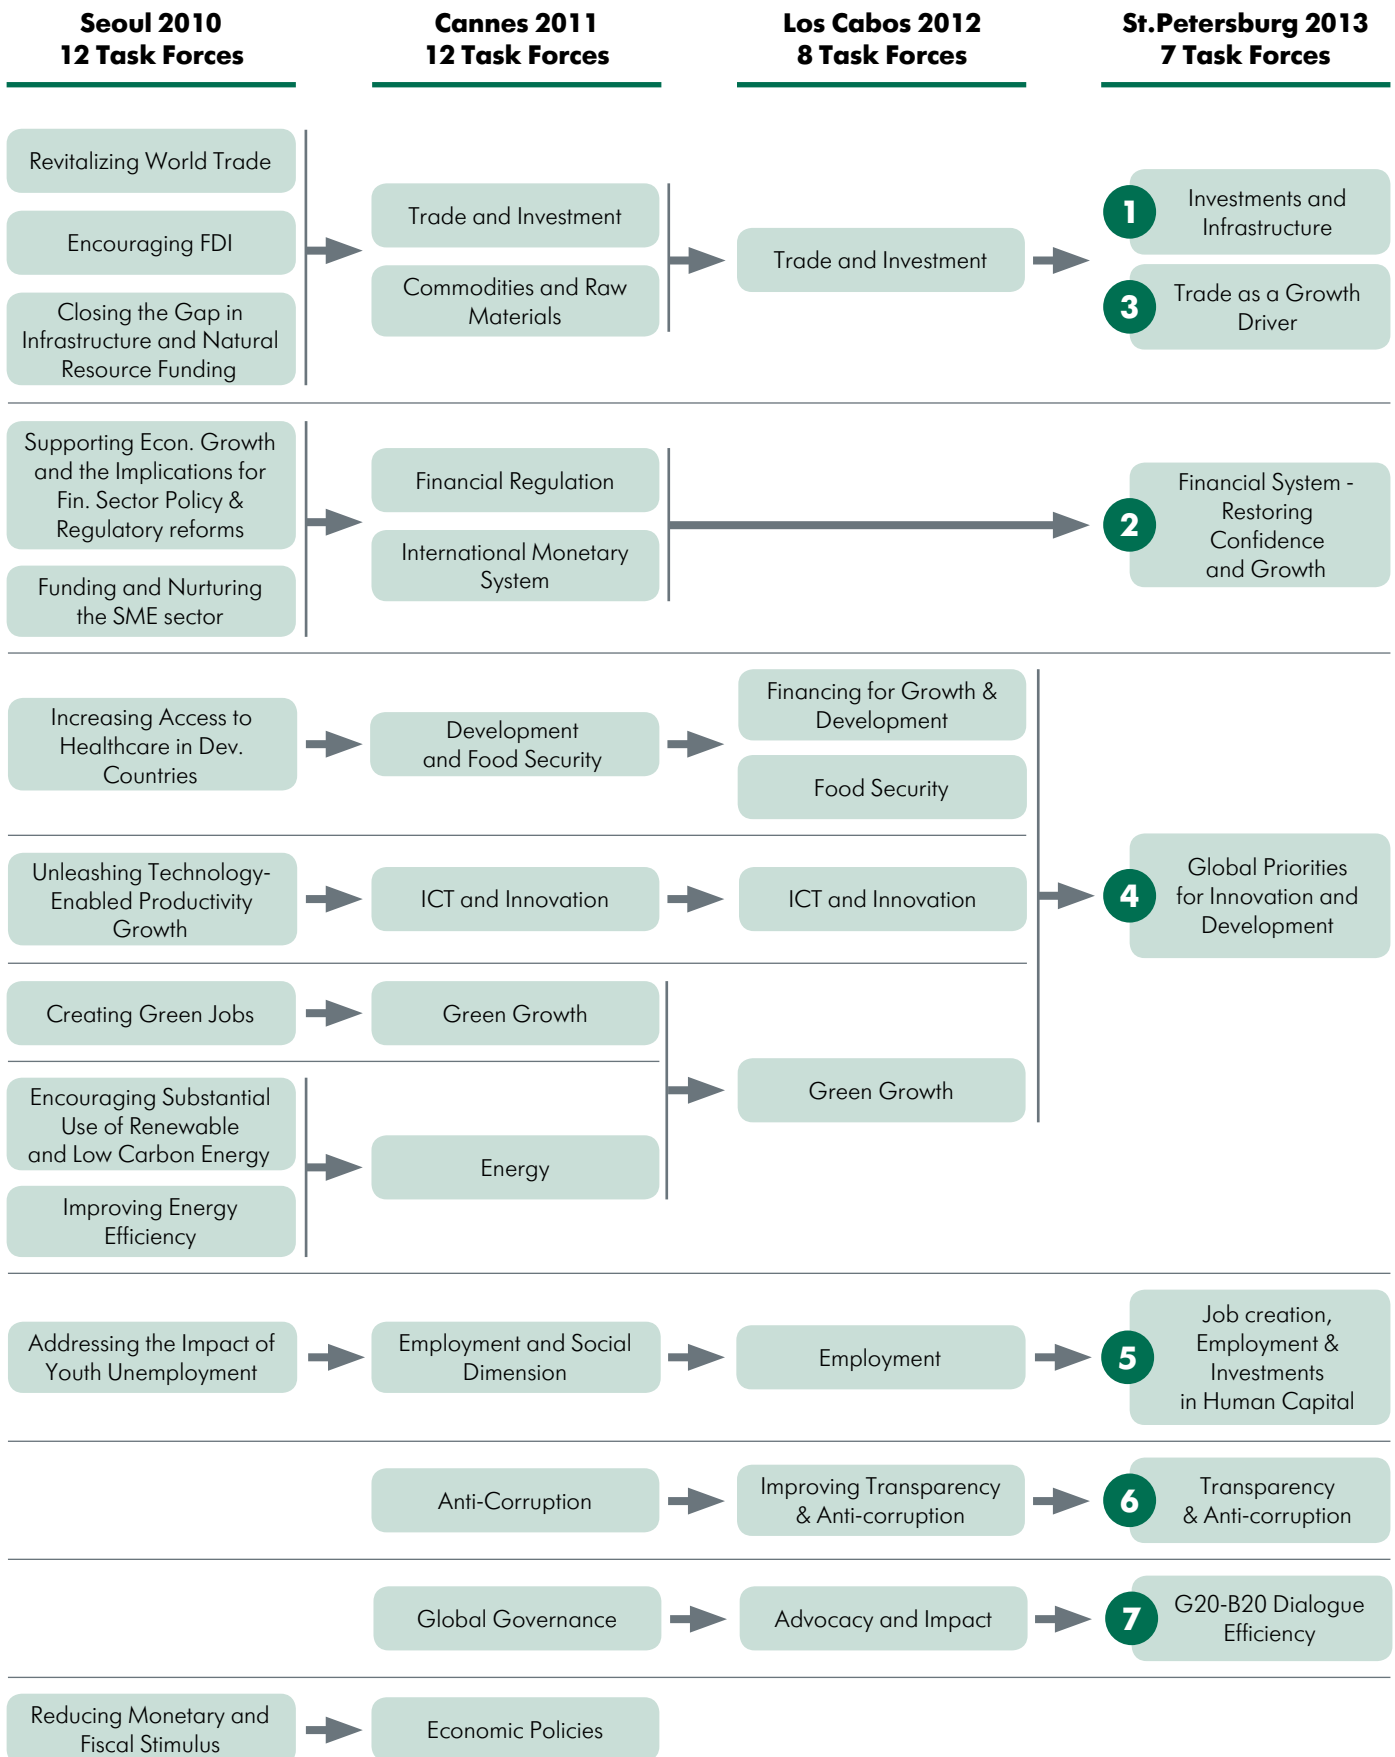 Seoul 2010
12 Task Forces
Cannes 2011
12 Task Forces
Los Cabos 2012
8 Task Forces
St.Petersburg 2013
7 Task Forces
Revitalizing World Trade
Encouraging FDI
Closing the Gap in
Infrastructure and Natural
Resource Funding
Trade and Investment
Commodities and Raw
Materials
Trade and Investment
1
Investments and
Infrastructure
3
Trade as a Growth
Driver
Supporting Econ. Growth
and the Implications for
Fin. Sector Policy &
Regulatory reforms
Funding and Nurturing
the SME sector
Financial Regulation
International Monetary
System
2
Financial System -
Restoring
Confidence
and Growth
Increasing Access to
Healthcare in Dev.
Countries
Development
and Food Security
Financing for Growth &
Development
Food Security
Unleashing Technology-
Enabled Productivity
Growth
ICT and Innovation
ICT and Innovation
4
Global Priorities
for Innovation and
Development
Creating Green Jobs
Green Growth
Encouraging Substantial
Use of Renewable
and Low Carbon Energy
Improving Energy
Efficiency
Energy
Green Growth
Addressing the Impact of
Youth Unemployment
Employment and Social
Dimension
Employment
5
Job creation,
Employment &
Investments
in Human Capital
Anti-Corruption
Improving Transparency
& Anti-corruption
6
Transparency
& Anti-corruption
Global Governance
Advocacy and Impact
7
G20-B20 Dialogue
Efficiency
Reducing Monetary and
Fiscal Stimulus
Economic Policies